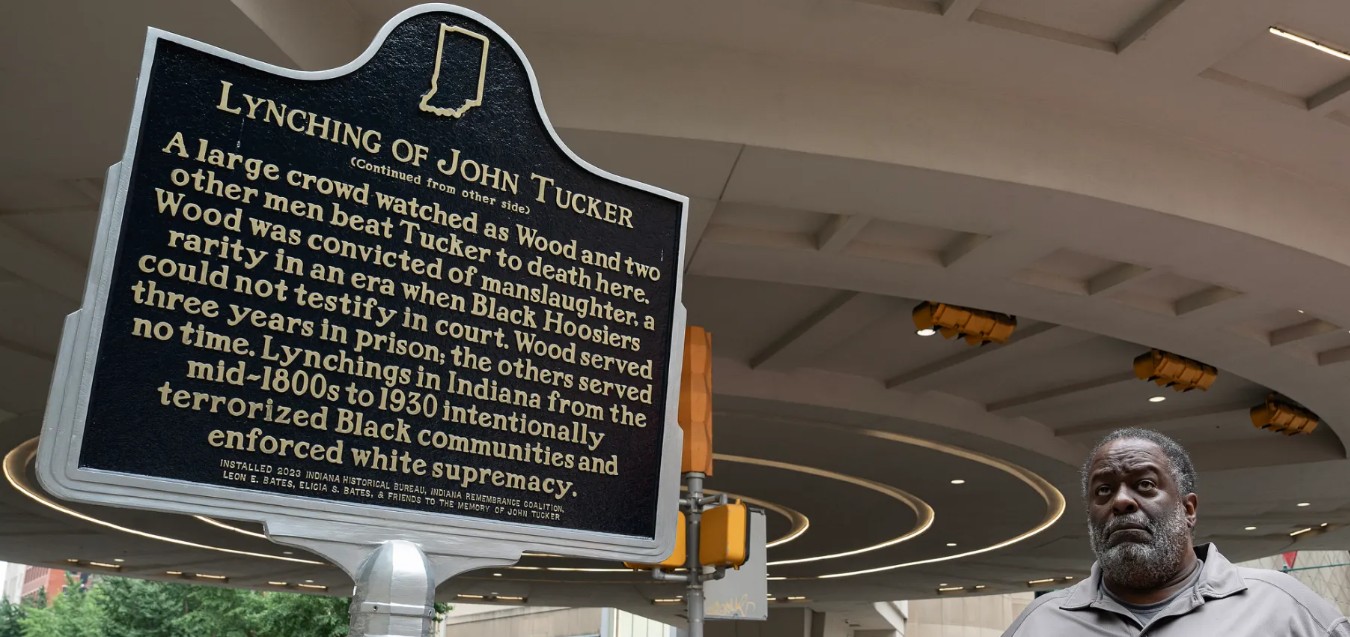 LYNCHING OF JOHN TUCKER
(Continued from other side)
A large crowd watched as Wood and two
other men beat Tucker to death here.
Wood was convicted of manslaughter, a
rarity in an era when Black Hoosiers
could not testify in court. Wood served
three years in prison; the others served
no time. Lynchings in Indiana from the
mid-1800s to 1930 intentionally
terrorized Black communities and
enforced white supremacy.
INSTALLED 2023 INDIANA HISTORICAL BUREAU, INDIANA REMEMBRANCE COALITION,
LEON E. BATES, ELICIA S. BATES, & FRIENDS TO THE MEMORY OF JOHN TUCKER